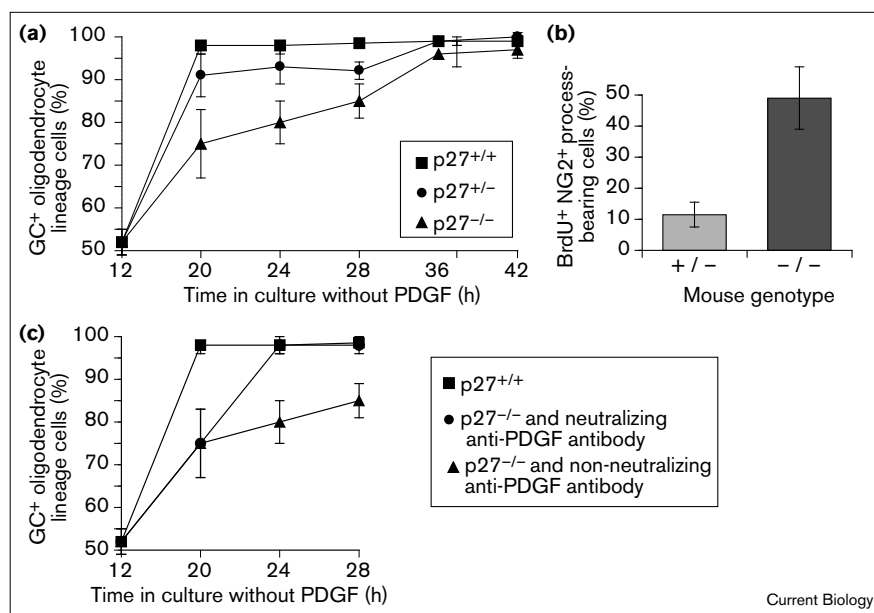 (a)
GC⁺ oligodendrocyte
lineage cells (%)
100
90
80
70
60
50
12 20 24 28 36 42
Time in culture without PDGF (h)
p27⁺/⁺
p27⁺/⁻
p27⁻/⁻
(b)
BrdU⁺ NG2⁺ process-
bearing cells (%)
50
40
30
20
10
0
+ / – – / –
Mouse genotype
(c)
GC⁺ oligodendrocyte
lineage cells (%)
100
90
80
70
60
50
12 20 24 28
Time in culture without PDGF (h)
p27⁺/⁺
p27⁻/⁻ and neutralizing
anti-PDGF antibody
p27⁻/⁻ and non-neutralizing
anti-PDGF antibody
Current Biology